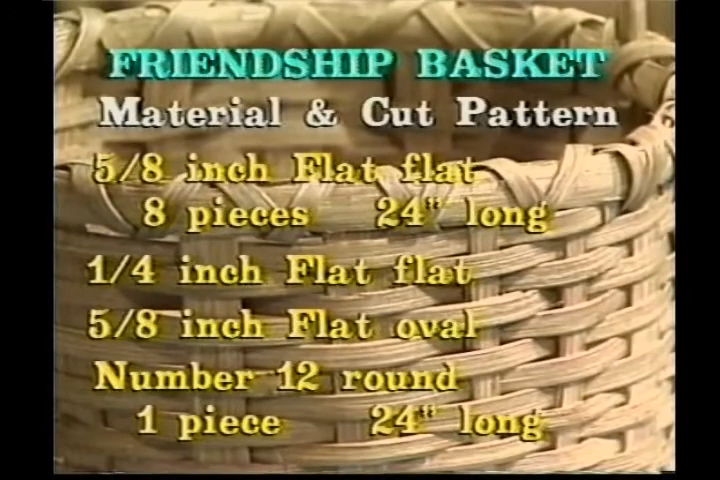 FRIENDSHIP BASKET
Material & Cut Pattern
5/8 inch Flat flat
8 pieces 24" long
1/4 inch Flat flat
5/8 inch Flat oval
Number 12 round
1 piece 24" long